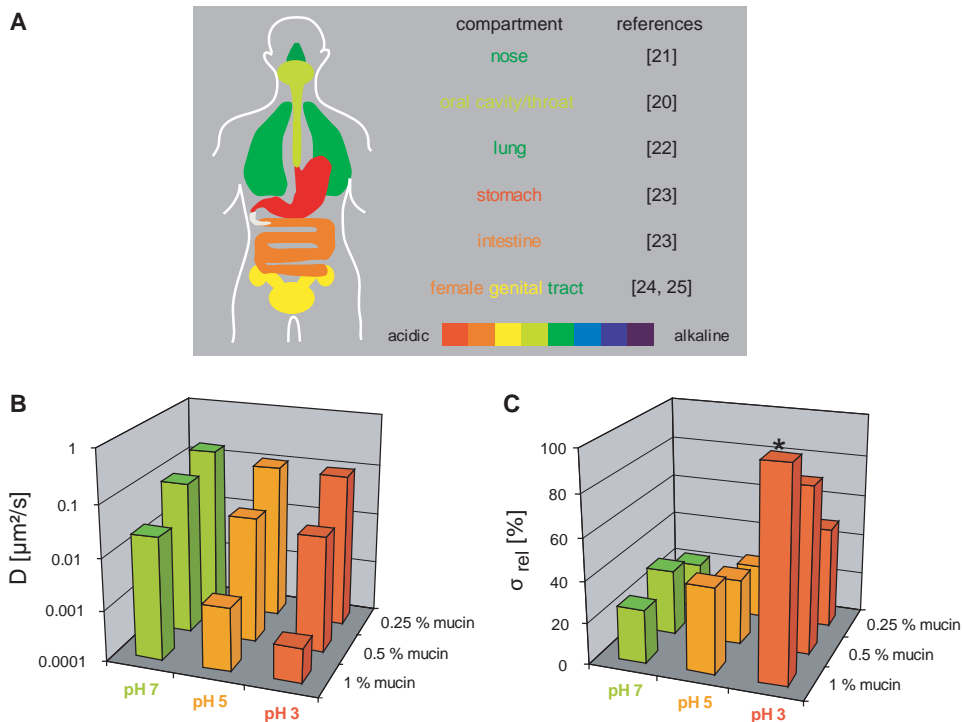 A
compartment references
nose [21]
oral cavity/throat [20]
lung [22]
stomach [23]
intestine [23]
female genital tract [24, 25]
acidic alkaline
B
D [µm²/s]
1
0.1
0.01
0.001
0.0001
pH 7
pH 5
pH 3
0.25 % mucin
0.5 % mucin
1 % mucin
C
σ rel [%]
100
80
60
40
20
0
*
pH 7
pH 5
pH 3
0.25 % mucin
0.5 % mucin
1 % mucin